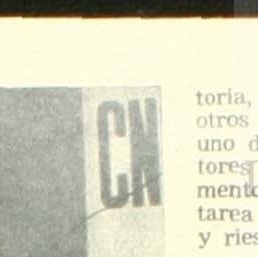 CN
toria,
otros
uno d
tores
mento
tarea
y ries